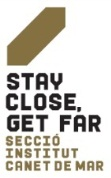 STAY
CLOSE,
GET FAR
SECCIÓ
INSTITUT
CANET DE MAR